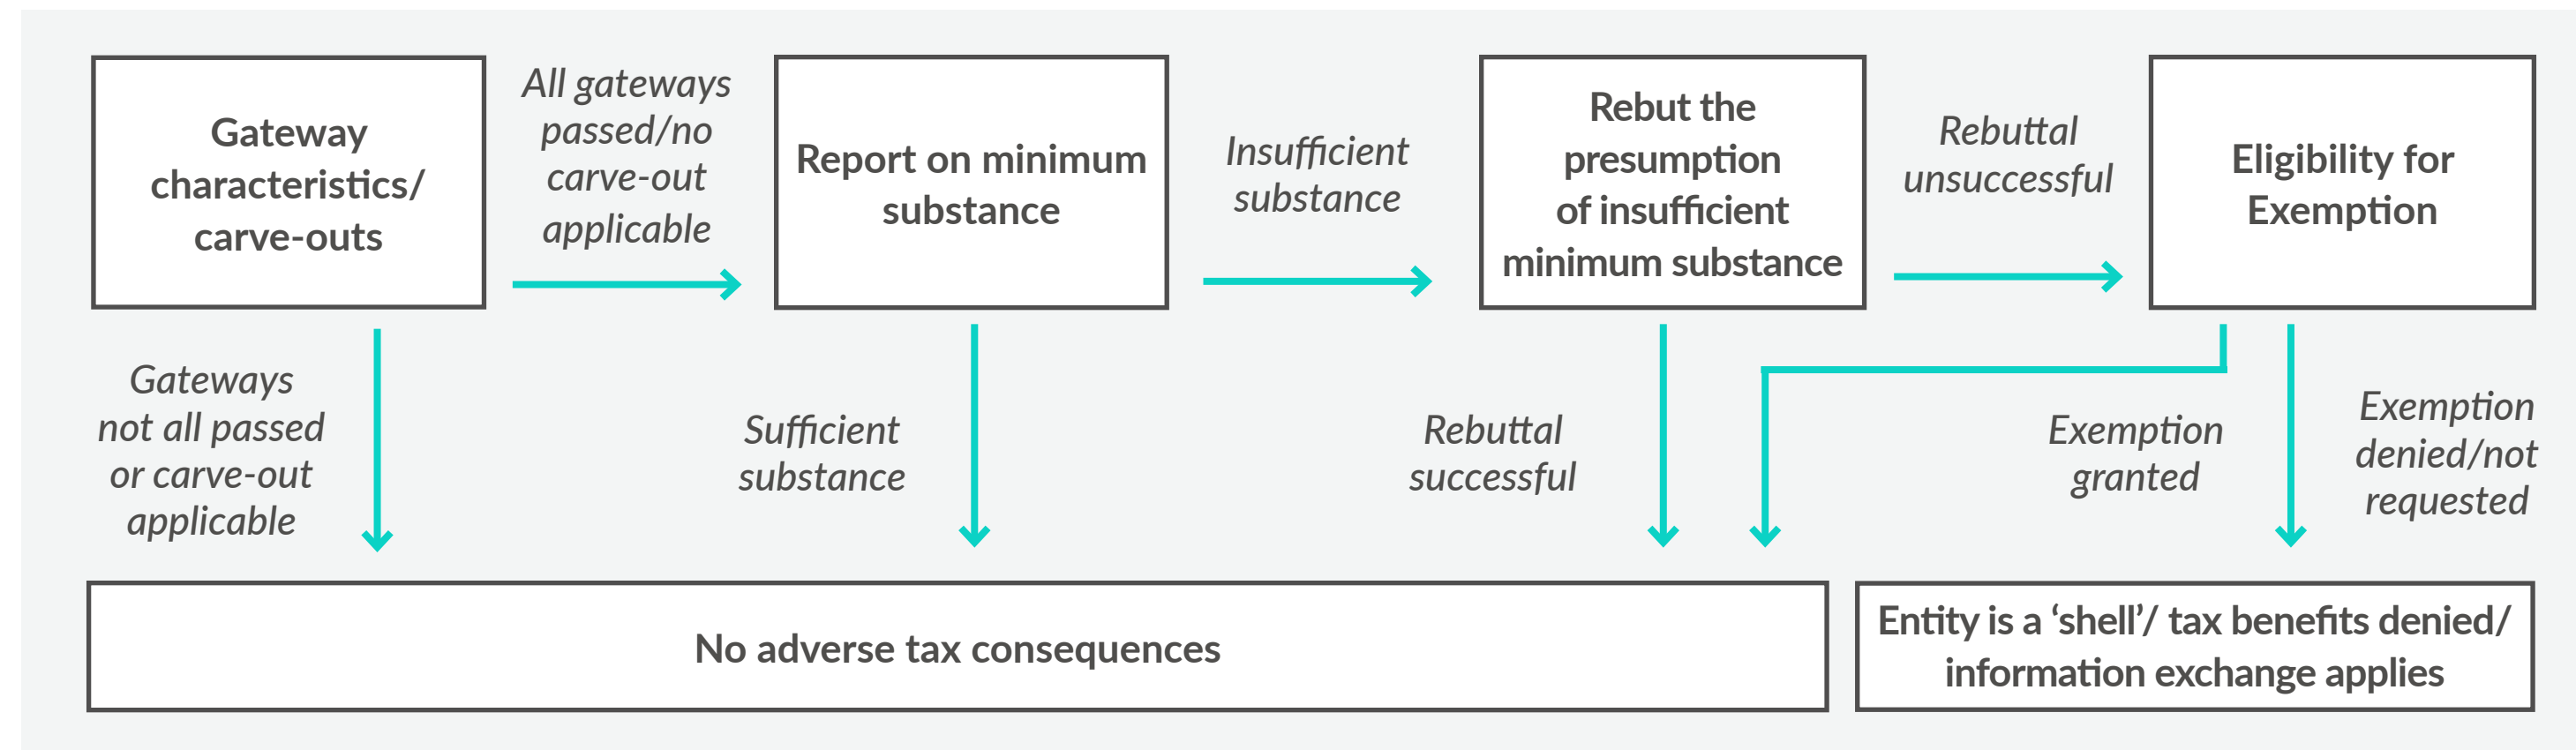 Gateway
characteristics/
carve-outs
All gateways
passed/no
carve-out
applicable
Report on minimum
substance
Insufficient
substance
Rebut the
presumption
of insufficient
minimum substance
Rebuttal
unsuccessful
Eligibility for
Exemption
Gateways
not all passed
or carve-out
applicable
Sufficient
substance
Rebuttal
successful
Exemption
granted
Exemption
denied/not
requested
No adverse tax consequences
Entity is a ‘shell’/ tax benefits denied/
information exchange applies